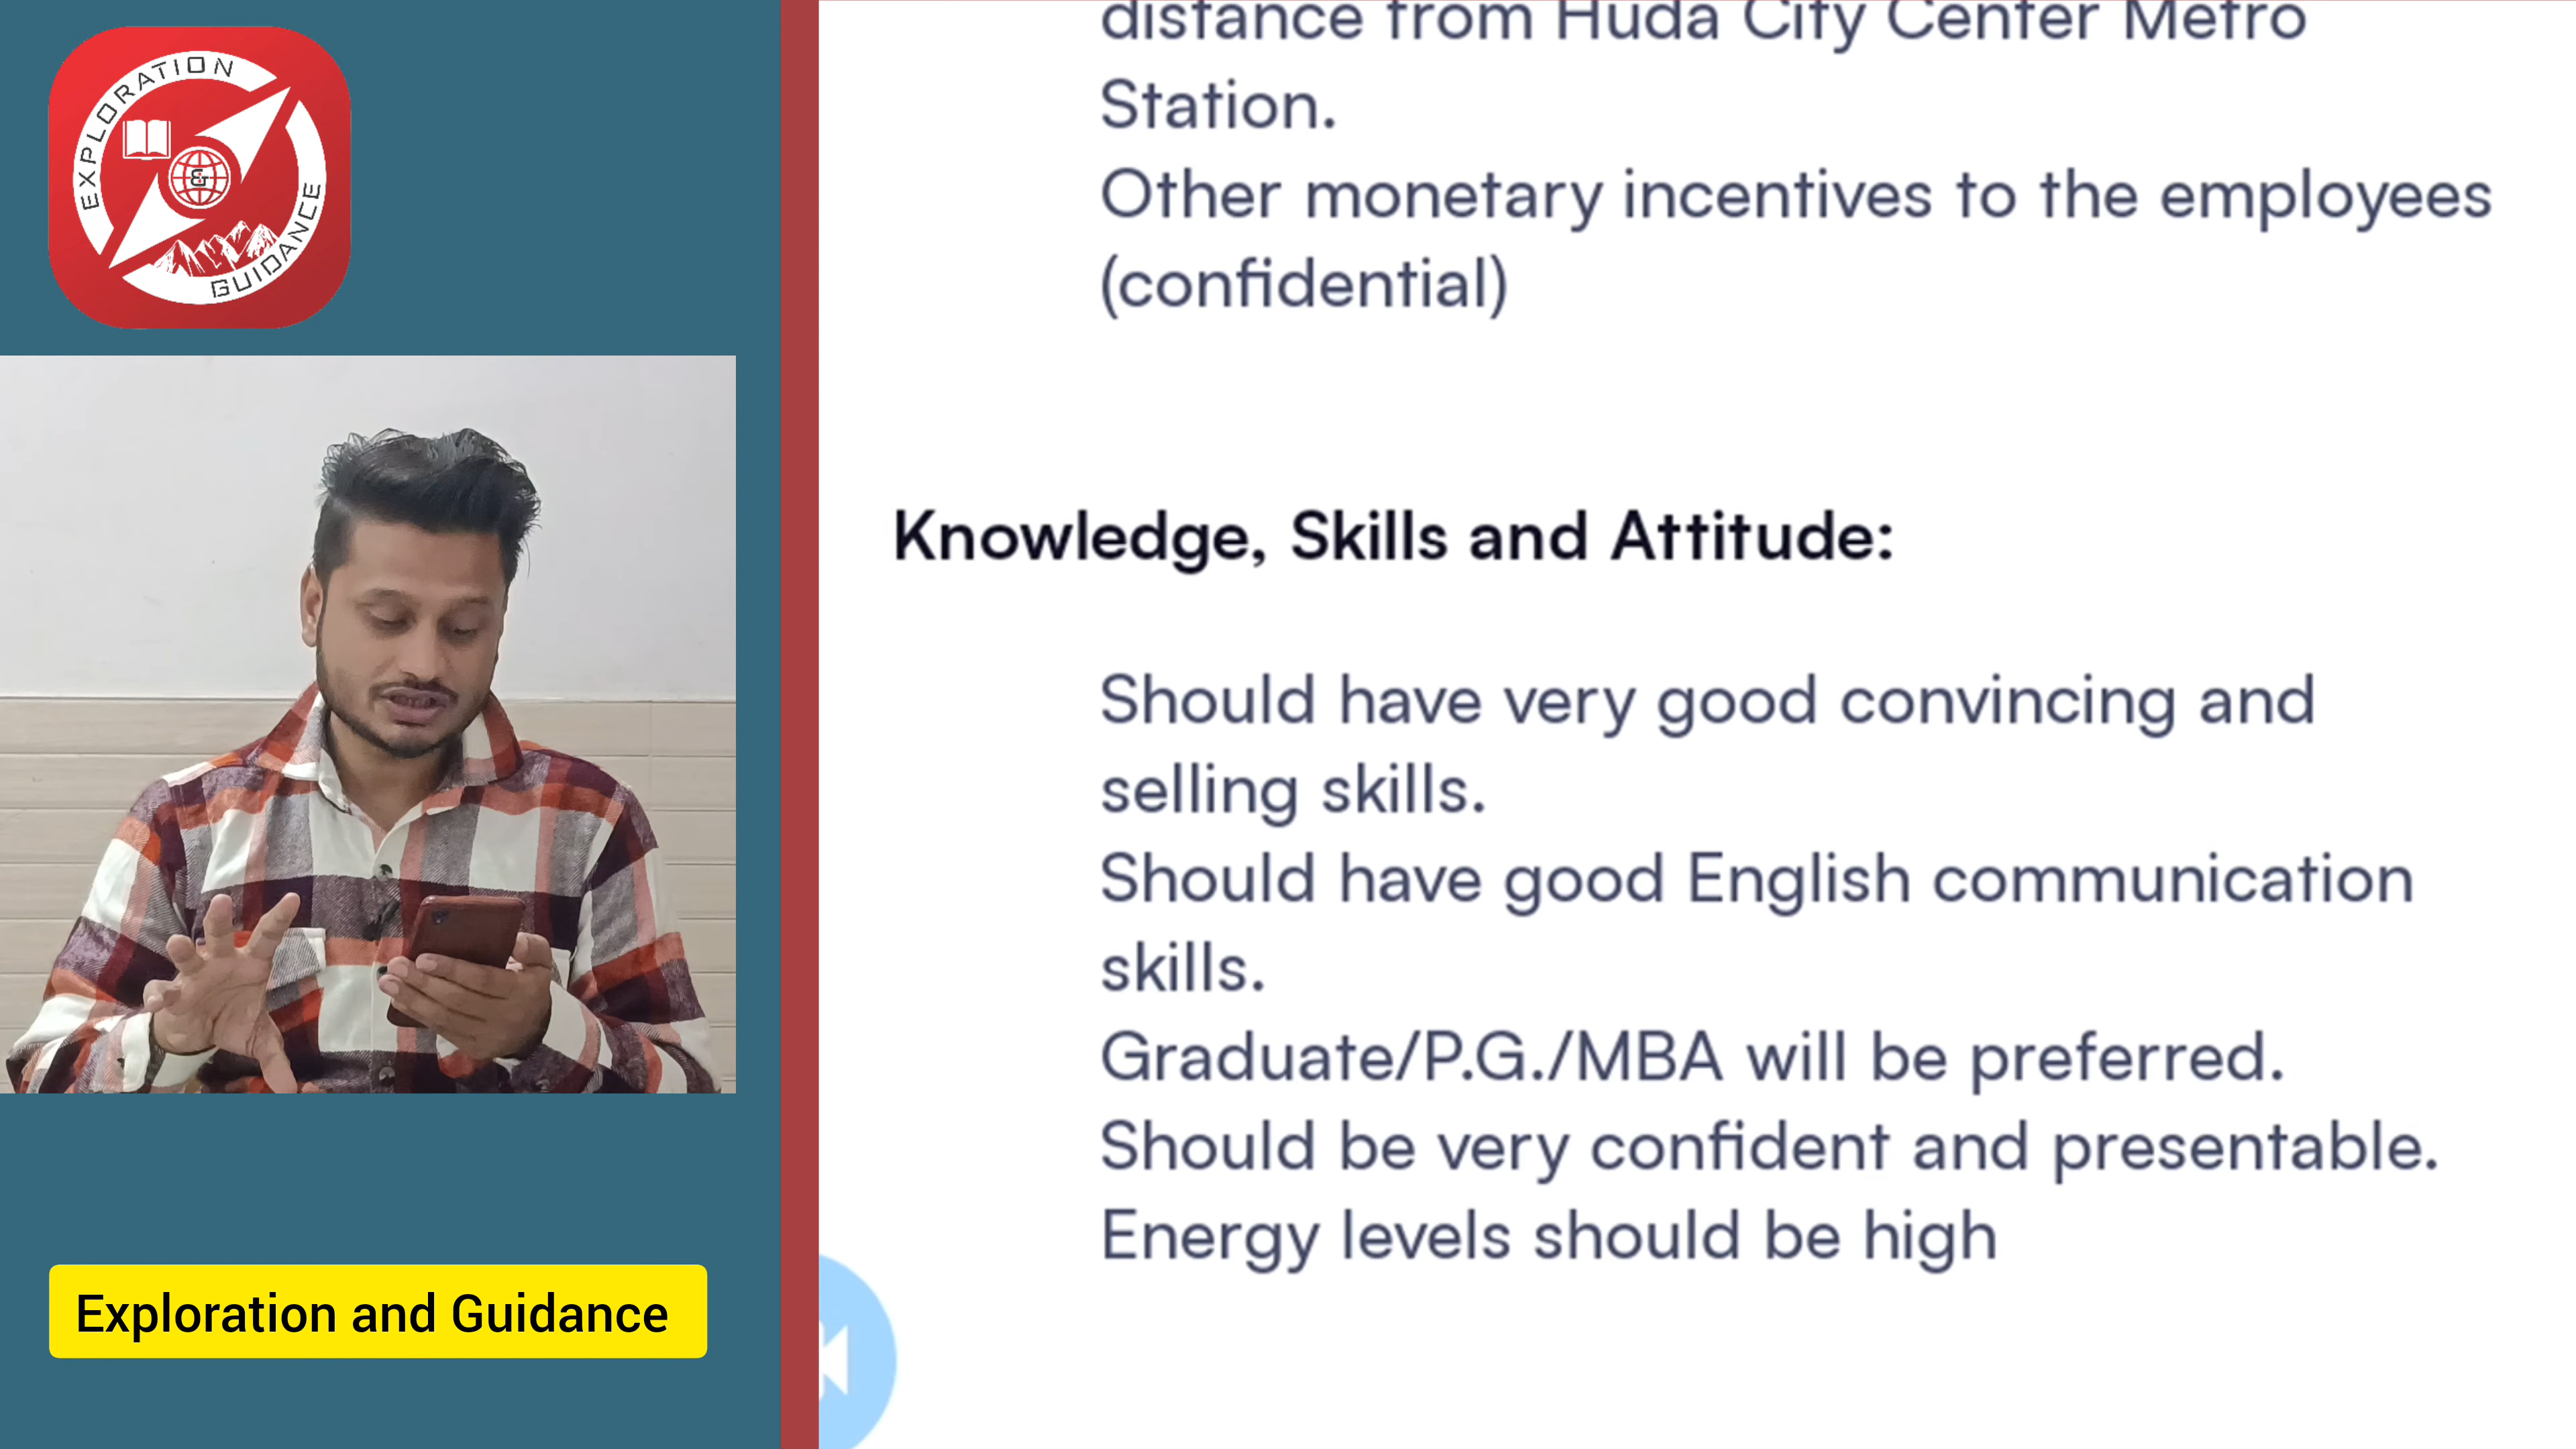 EXPLORATION
&
GUIDANCE
Exploration and Guidance
distance from Huda City Center Metro
Station.
Other monetary incentives to the employees
(confidential)
Knowledge, Skills and Attitude:
Should have very good convincing and
selling skills.
Should have good English communication
skills.
Graduate/P.G./MBA will be preferred.
Should be very confident and presentable.
Energy levels should be high